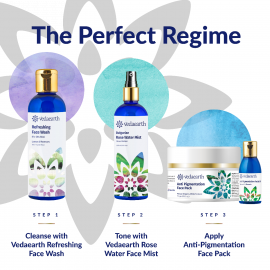 The Perfect Regime
vedaearth
Refreshing
Face Wash
vedaearth
Rose Water Mist
vedaearth
Anti Pigmentation
Face Pack
vedaearth
STEP 1
Cleanse with
Vedaearth Refreshing
Face Wash
STEP 2
Tone with
Vedaearth Rose
Water Face Mist
STEP 3
Apply
Anti-Pigmentation
Face Pack